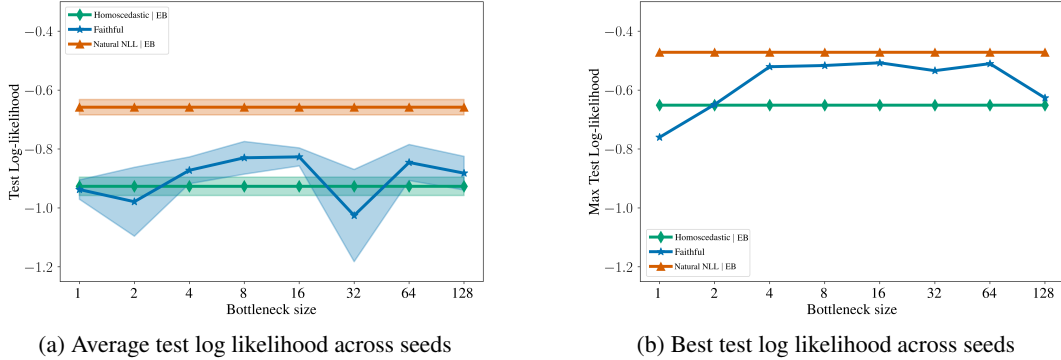 Homoscedastic | EB
Faithful
Natural NLL | EB
Test Log-likelihood
−0.4
−0.6
−0.8
−1.0
−1.2
1 2 4 8 16 32 64 128
Bottleneck size
(a) Average test log likelihood across seeds
Max Test Log-likelihood
−0.4
−0.6
−0.8
−1.0
−1.2
Homoscedastic | EB
Faithful
Natural NLL | EB
1 2 4 8 16 32 64 128
Bottleneck size
(b) Best test log likelihood across seeds